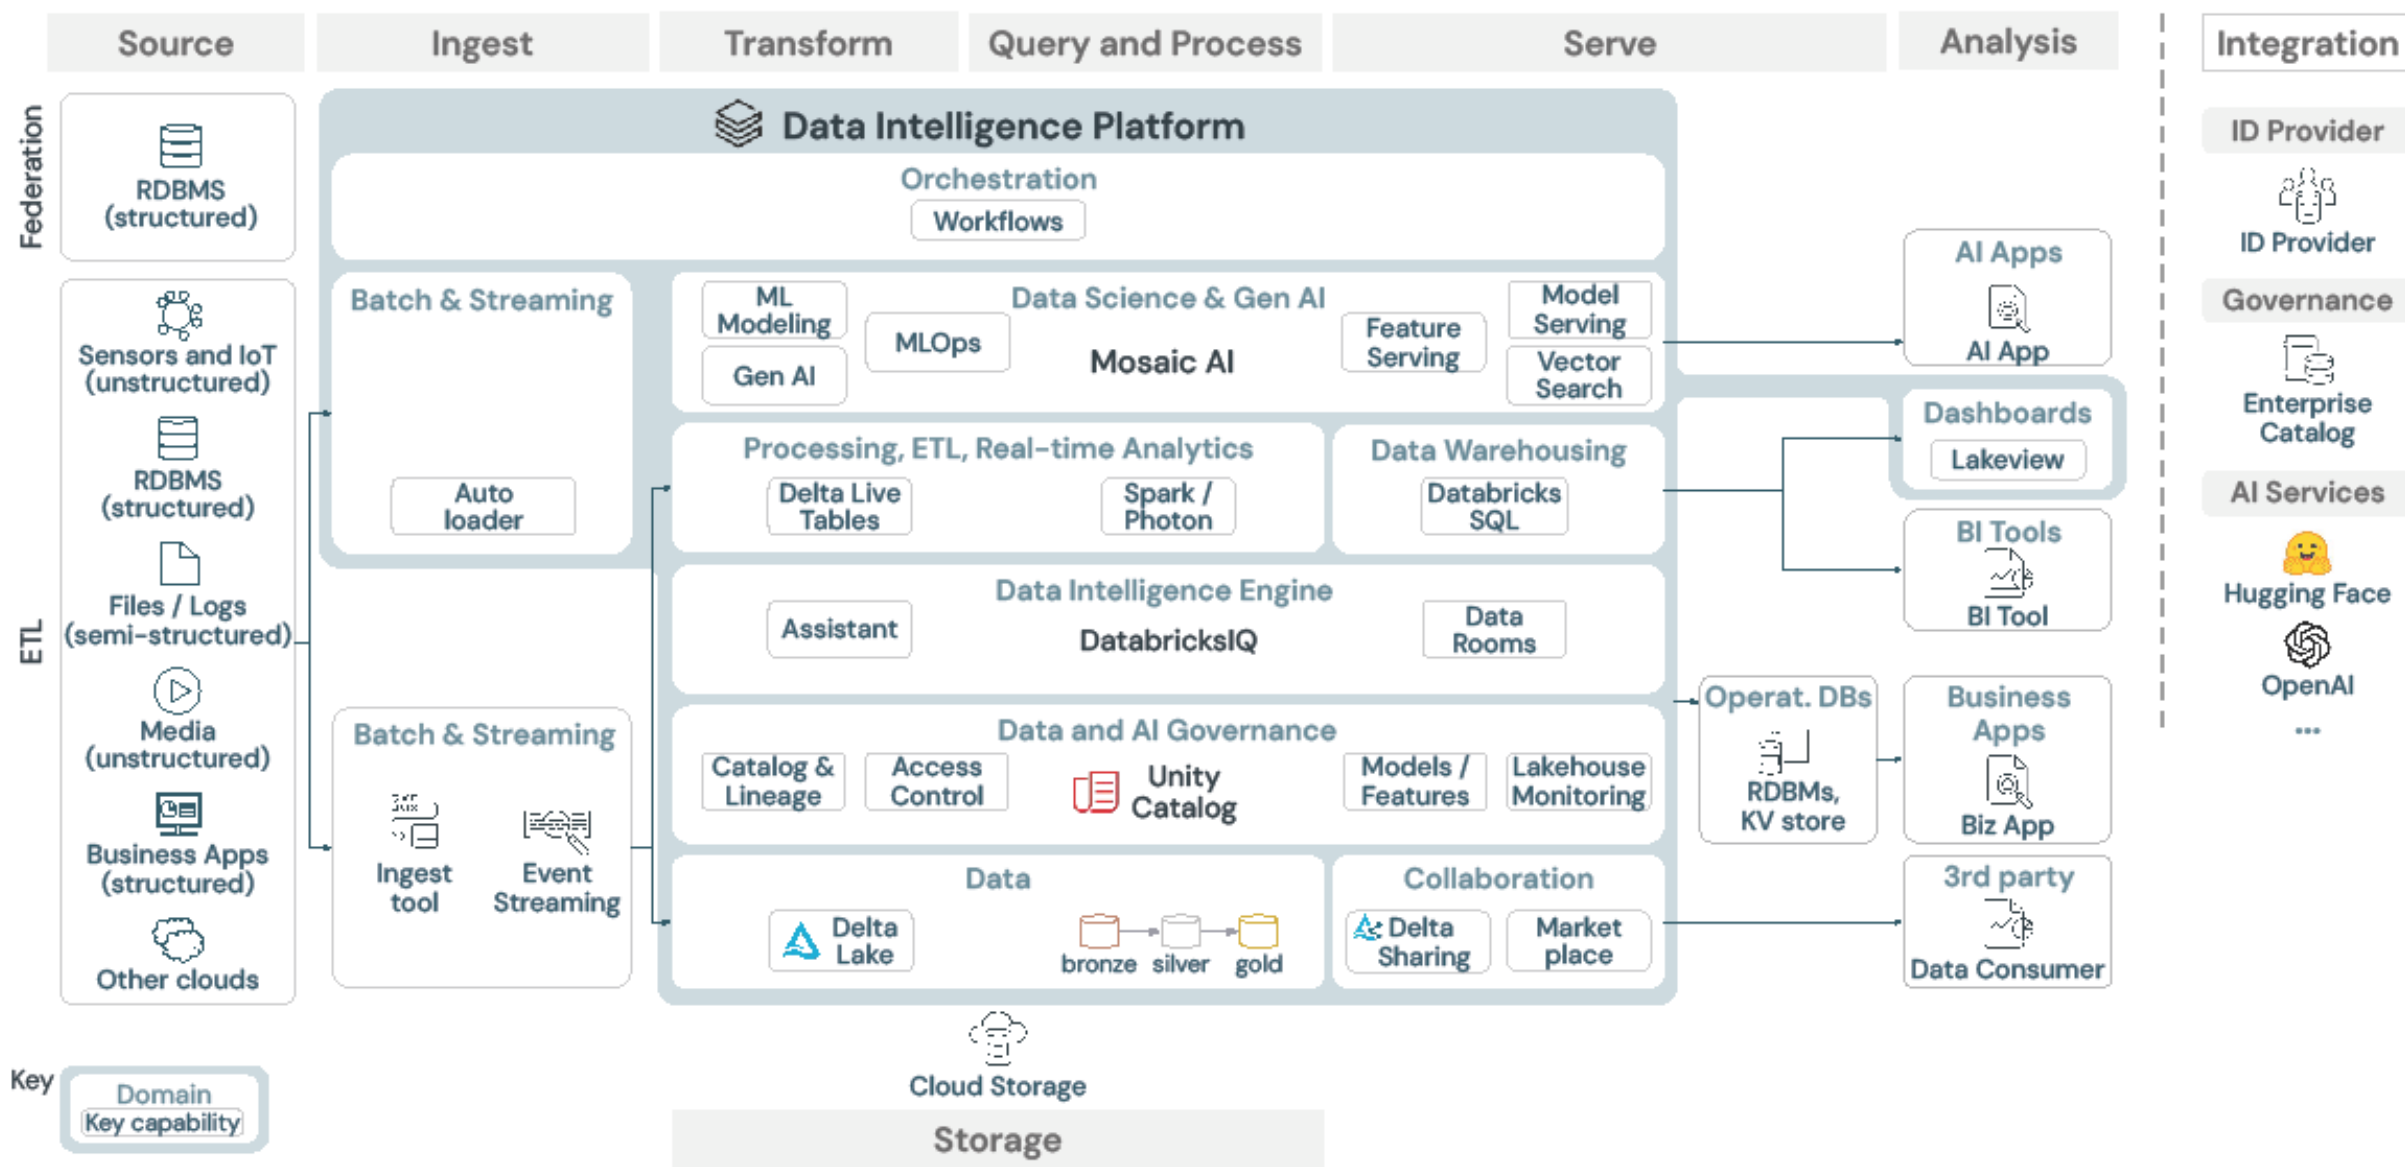 Source
Ingest
Transform
Query and Process
Serve
Analysis
Integration
Federation
RDBMS
(structured)
ETL
Sensors and IoT
(unstructured)
RDBMS
(structured)
Files / Logs
(semi-structured)
Media
(unstructured)
Business Apps
(structured)
Other clouds
Data Intelligence Platform
Orchestration
Workflows
Batch & Streaming
Auto
loader
Batch & Streaming
Ingest
tool
Event
Streaming
Data Science & Gen AI
ML
Modeling
Gen AI
MLOps
Mosaic AI
Feature
Serving
Model
Serving
Vector
Search
Processing, ETL, Real-time Analytics
Delta Live
Tables
Spark /
Photon
Data Warehousing
Databricks
SQL
Data Intelligence Engine
Assistant
DatabricksIQ
Data
Rooms
Data and AI Governance
Catalog &
Lineage
Access
Control
Unity
Catalog
Models /
Features
Lakehouse
Monitoring
Data
Delta
Lake
bronze
silver
gold
Collaboration
Delta
Sharing
Market
place
Operat. DBs
RDBMs,
KV store
AI Apps
AI App
Dashboards
Lakeview
BI Tools
BI Tool
Business
Apps
Biz App
3rd party
Data Consumer
ID Provider
ID Provider
Governance
Enterprise
Catalog
AI Services
Hugging Face
OpenAI
...
Cloud Storage
Storage
Key
Domain
Key capability